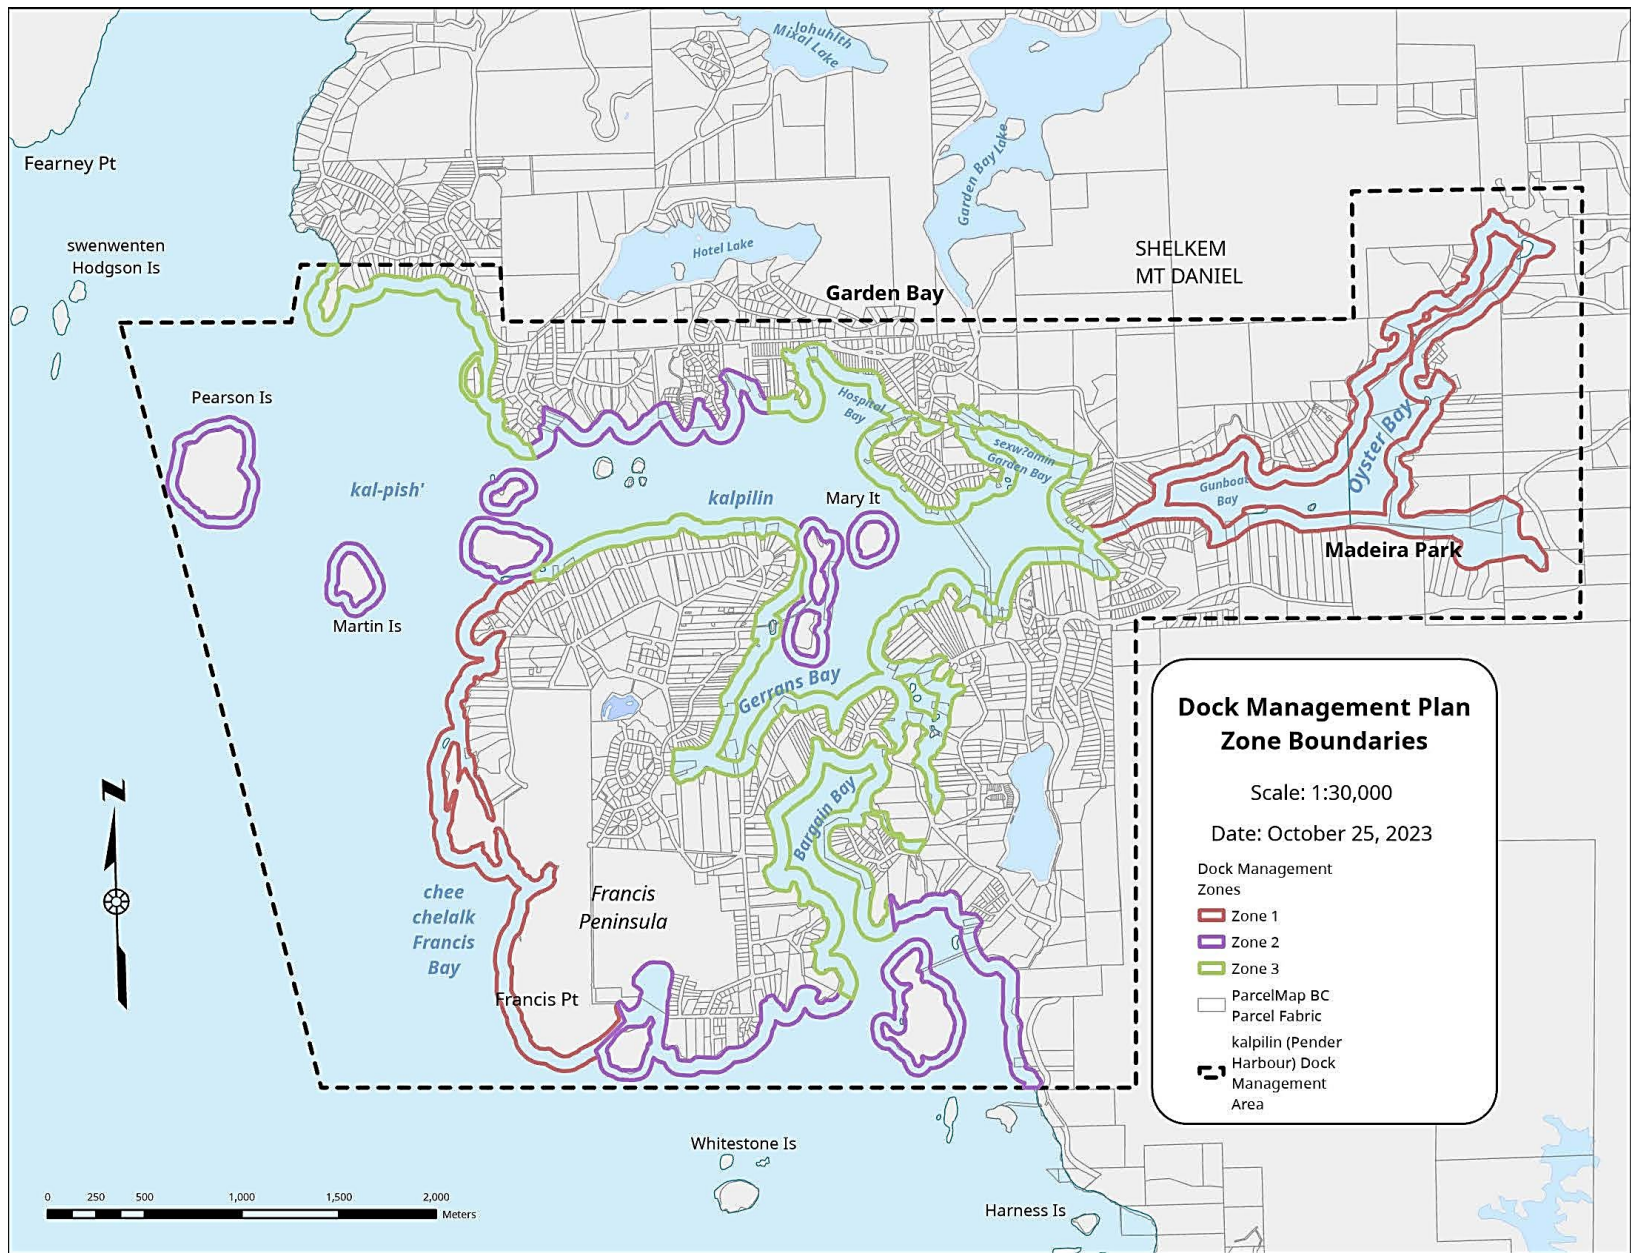 Iohuhlth
Mixal Lake
Fearney Pt
Garden Bay Lake
swenwenten
Hodgson Is
Hotel Lake
SHELKEM
MT DANIEL
Garden Bay
Pearson Is
Hospital
Bay
Oyster Bay
sexw?amin
Garden Bay
kal-pish'
kalpilin
Mary It
Gunboat
Bay
Madeira Park
Martin Is
Gerrans Bay
Bargain Bay
chee
chelalk
Francis
Bay
Francis
Peninsula
Francis Pt
Whitestone Is
Harness Is
Dock Management Plan
Zone Boundaries
Scale: 1:30,000
Date: October 25, 2023
Dock Management
Zones
Zone 1
Zone 2
Zone 3
ParcelMap BC
Parcel Fabric
kalpilin (Pender
Harbour) Dock
Management
Area
N
0 250 500 1,000 1,500 2,000
Meters